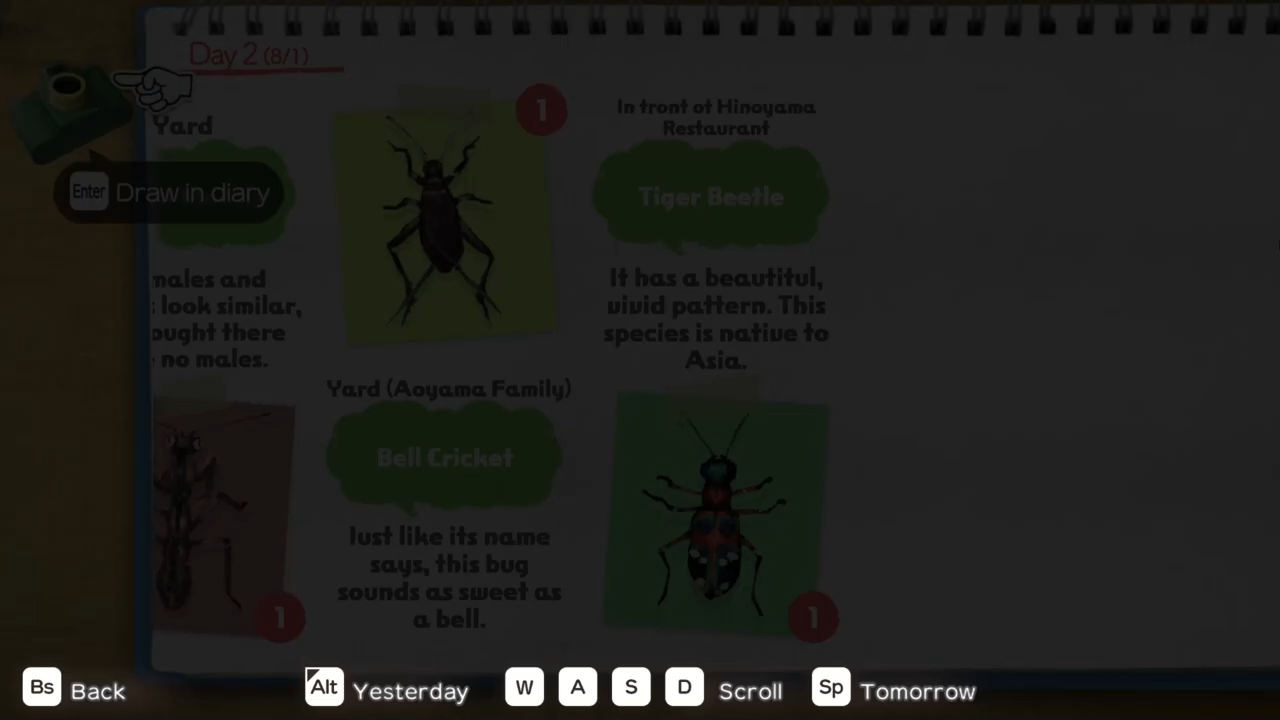 Day 2 (8/1)
Yard
Enter Draw in diary
males and
look similar,
ought there
no males.
1
1
Yard (Aoyama Family)
Bell Cricket
Just like its name
says, this bug
sounds as sweet as
a bell.
In front of Hinoyama
Restaurant
Tiger Beetle
It has a beautiful,
vivid pattern. This
species is native to
Asia.
1
Bs Back
Alt Yesterday
W A S D Scroll
Sp Tomorrow